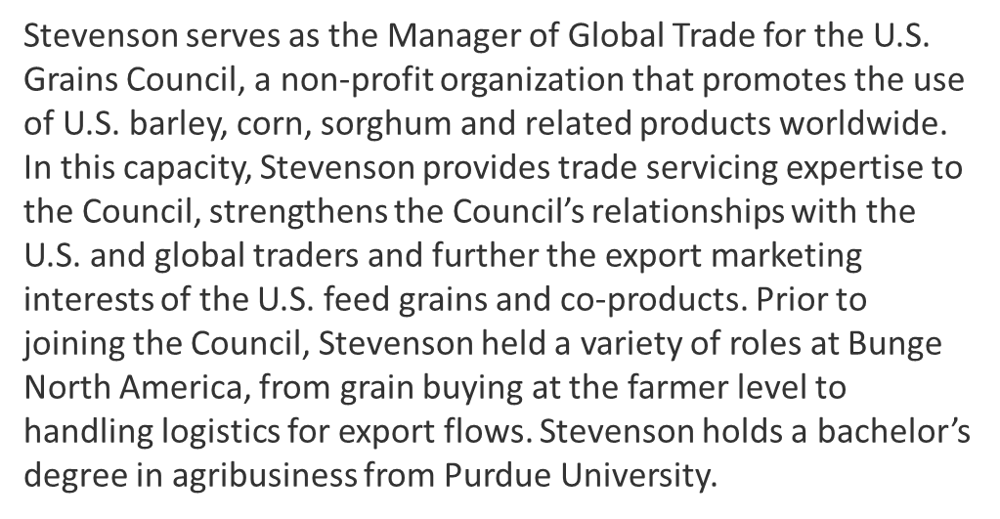 Stevenson serves as the Manager of Global Trade for the U.S.
Grains Council, a non-profit organization that promotes the use
of U.S. barley, corn, sorghum and related products worldwide.
In this capacity, Stevenson provides trade servicing expertise to
the Council, strengthens the Council’s relationships with the
U.S. and global traders and further the export marketing
interests of the U.S. feed grains and co-products. Prior to
joining the Council, Stevenson held a variety of roles at Bunge
North America, from grain buying at the farmer level to
handling logistics for export flows. Stevenson holds a bachelor’s
degree in agribusiness from Purdue University.